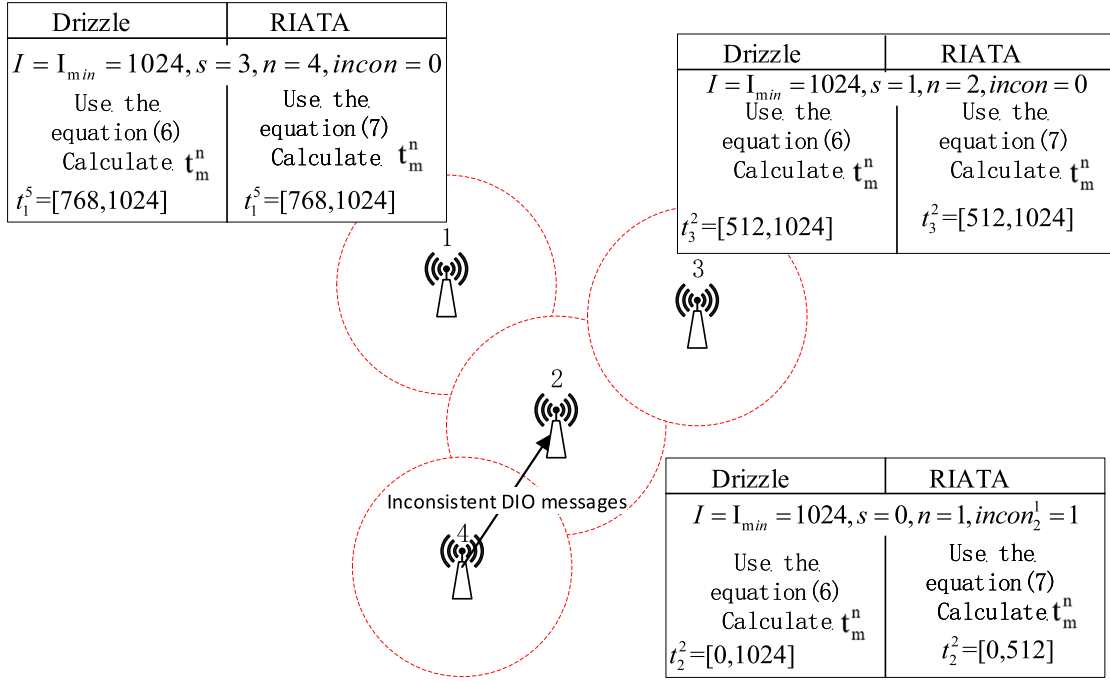 Drizzle RIATA
I = I_min = 1024, s = 3, n = 4, incon = 0
Use the. Use the.
equation(6) equation(7)
Calculate. t_m^n Calculate. t_m^n
t_1^5=[768,1024] t_1^5=[768,1024]
1
Drizzle RIATA
I = I_min = 1024, s = 1, n = 2, incon = 0
Use the. Use the.
equation(6) equation(7)
Calculate. t_m^n Calculate. t_m^n
t_3^2=[512,1024] t_3^2=[512,1024]
3
2
Inconsistent DIO messages
4
Drizzle RIATA
I = I_min = 1024, s = 0, n = 1, incon_2^1 = 1
Use the. Use the.
equation(6) equation(7)
Calculate. t_m^n Calculate. t_m^n
t_2^2=[0,1024] t_2^2=[0,512]